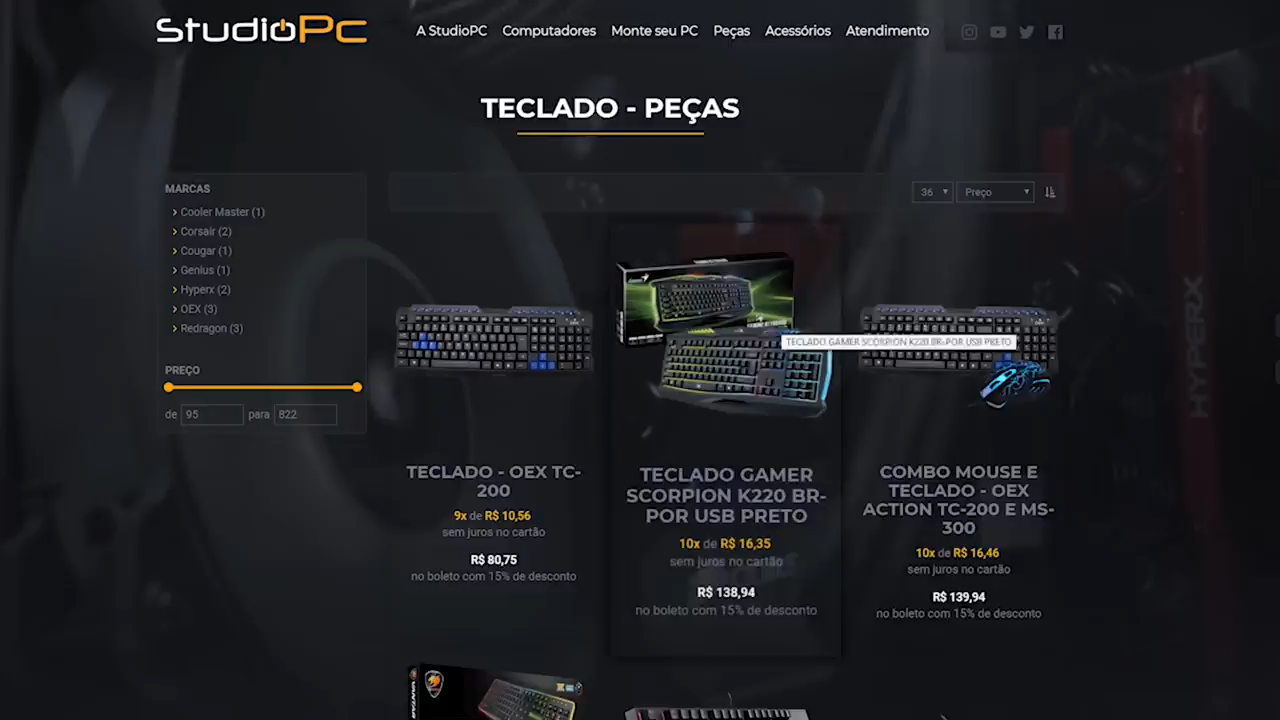 StudioPC
A StudioPC Computadores Monte seu PC Peças Acessórios Atendimento
TECLADO - PEÇAS
MARCAS
Cooler Master (1)
Corsair (2)
Cougar (1)
Genius (1)
Hyperx (2)
OEX (3)
Redragon (3)
PREÇO
de 95 para 822
36 Preço
TECLADO - OEX TC-
200
9x de R$ 10,56
sem juros no cartão
R$ 80,75
no boleto com 15% de desconto
TECLADO GAMER SCORPION K220 BR-POR USB PRETO
TECLADO GAMER
SCORPION K220 BR-
POR USB PRETO
10x de R$ 16,35
sem juros no cartão
R$ 138,94
no boleto com 15% de desconto
COMBO MOUSE E
TECLADO - OEX
ACTION TC-200 E MS-
300
10x de R$ 16,46
sem juros no cartão
R$ 139,94
no boleto com 15% de desconto
HYPERX